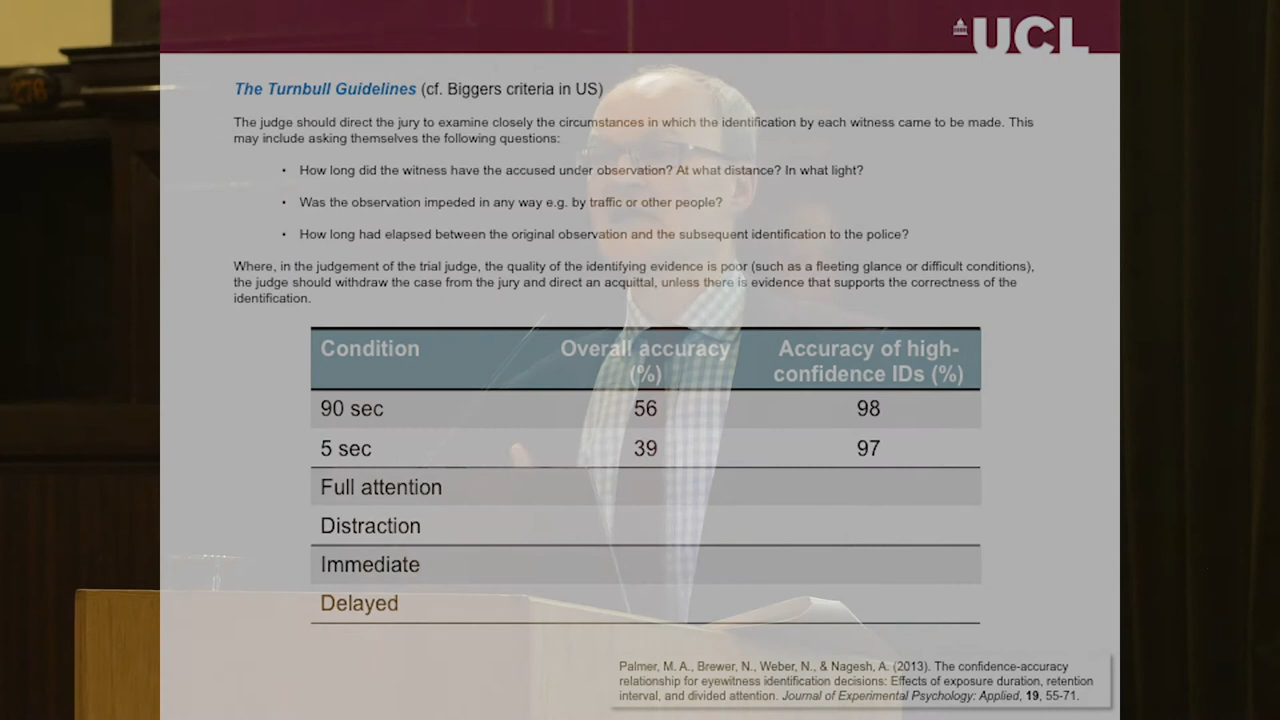 UCL
The Turnbull Guidelines (cf. Biggers criteria in US)
The judge should direct the jury to examine closely the circumstances in which the identification by each witness came to be made. This
may include asking themselves the following questions:
• How long did the witness have the accused under observation? At what distance? In what light?
• Was the observation impeded in any way e.g. by traffic or other people?
• How long had elapsed between the original observation and the subsequent identification to the police?
Where, in the judgement of the trial judge, the quality of the identifying evidence is poor (such as a fleeting glance or difficult conditions),
the judge should withdraw the case from the jury and direct an acquittal, unless there is evidence that supports the correctness of the
identification.
Condition Overall accuracy (%) Accuracy of high-confidence IDs (%)
90 sec 56 98
5 sec 39 97
Full attention
Distraction
Immediate
Delayed
Palmer, M. A., Brewer, N., Weber, N., & Nagesh, A. (2013). The confidence-accuracy
relationship for eyewitness identification decisions: Effects of exposure duration, retention
interval, and divided attention. Journal of Experimental Psychology: Applied, 19, 55-71.